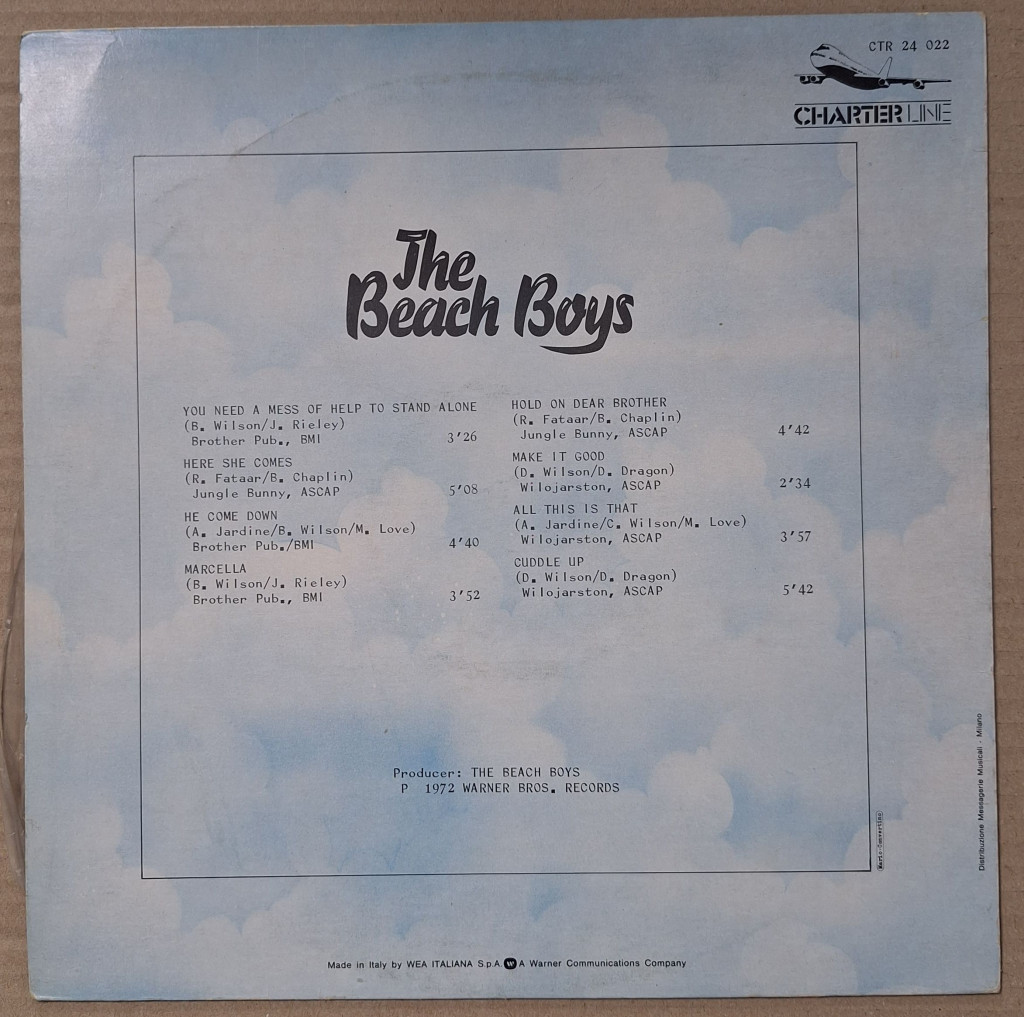 CTR 24 022
CHARTER LINE
The
Beach Boys
YOU NEED A MESS OF HELP TO STAND ALONE
(B. Wilson/J. Rieley)
Brother Pub., BMI 3'26
HERE SHE COMES
(R. Fataar/B. Chaplin)
Jungle Bunny, ASCAP 5'08
HE COME DOWN
(A. Jardine/B. Wilson/M. Love)
Brother Pub./BMI 4'40
MARCELLA
(B. Wilson/J. Rieley)
Brother Pub., BMI 3'52
HOLD ON DEAR BROTHER
(R. Fataar/B. Chaplin)
Jungle Bunny, ASCAP 4'42
MAKE IT GOOD
(D. Wilson/D. Dragon)
Wilojarston, ASCAP 2'34
ALL THIS IS THAT
(A. Jardine/C. Wilson/M. Love)
Wilojarston, ASCAP 3'57
CUDDLE UP
(D. Wilson/D. Dragon)
Wilojarston, ASCAP 5'42
Producer: THE BEACH BOYS
P 1972 WARNER BROS. RECORDS
Distribuzione Messagerie Musicali - Milano
Made in Italy by WEA ITALIANA S.p.A. W A Warner Communications Company